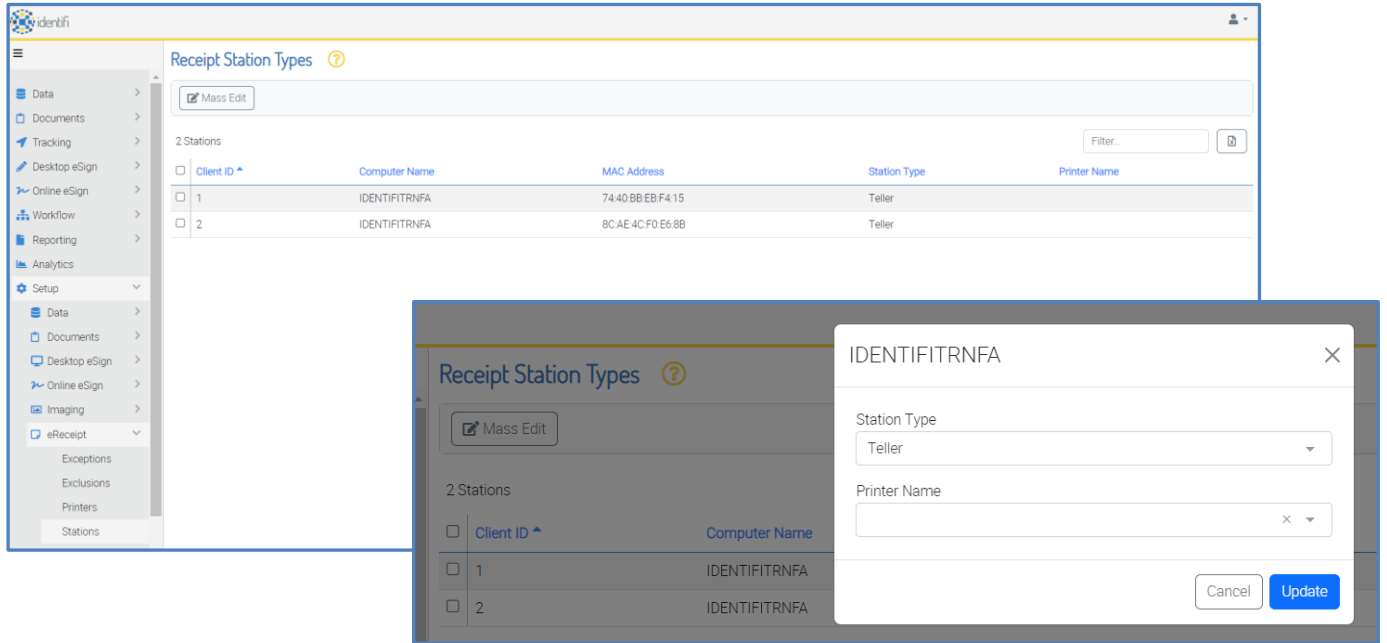 identifi
Receipt Station Types ?
Mass Edit
2 Stations
Filter...
Client ID Computer Name MAC Address Station Type Printer Name
1 IDENTIFITRNFA 74:40:BB:EB:F4:15 Teller
2 IDENTIFITRNFA 8C:AE:4C:F0:E6:8B Teller
Data
Documents
Tracking
Desktop eSign
Online eSign
Workflow
Reporting
Analytics
Setup
Data
Documents
Desktop eSign
Online eSign
Imaging
eReceipt
Exceptions
Exclusions
Printers
Stations
Receipt Station Types ?
Mass Edit
2 Stations
Client ID Computer Name
1 IDENTIFITRNFA
2 IDENTIFITRNFA
IDENTIFITRNFA
Station Type
Teller
Printer Name
Cancel Update